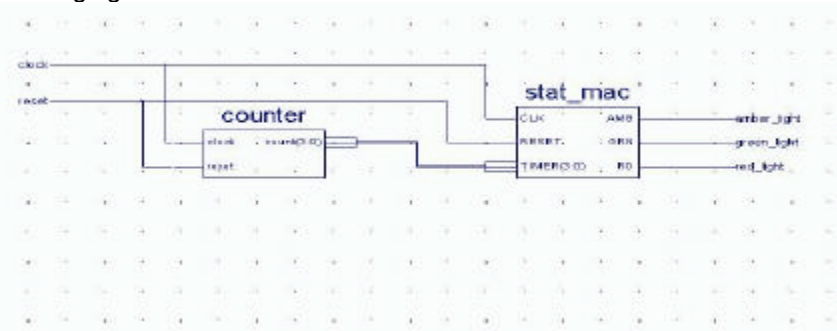 clock
reset
counter
clock count(3:0)
reset
stat_mac
CLK AMB
RESET GRN
TIMER(3:0) RD
amber_light
green_light
red_light